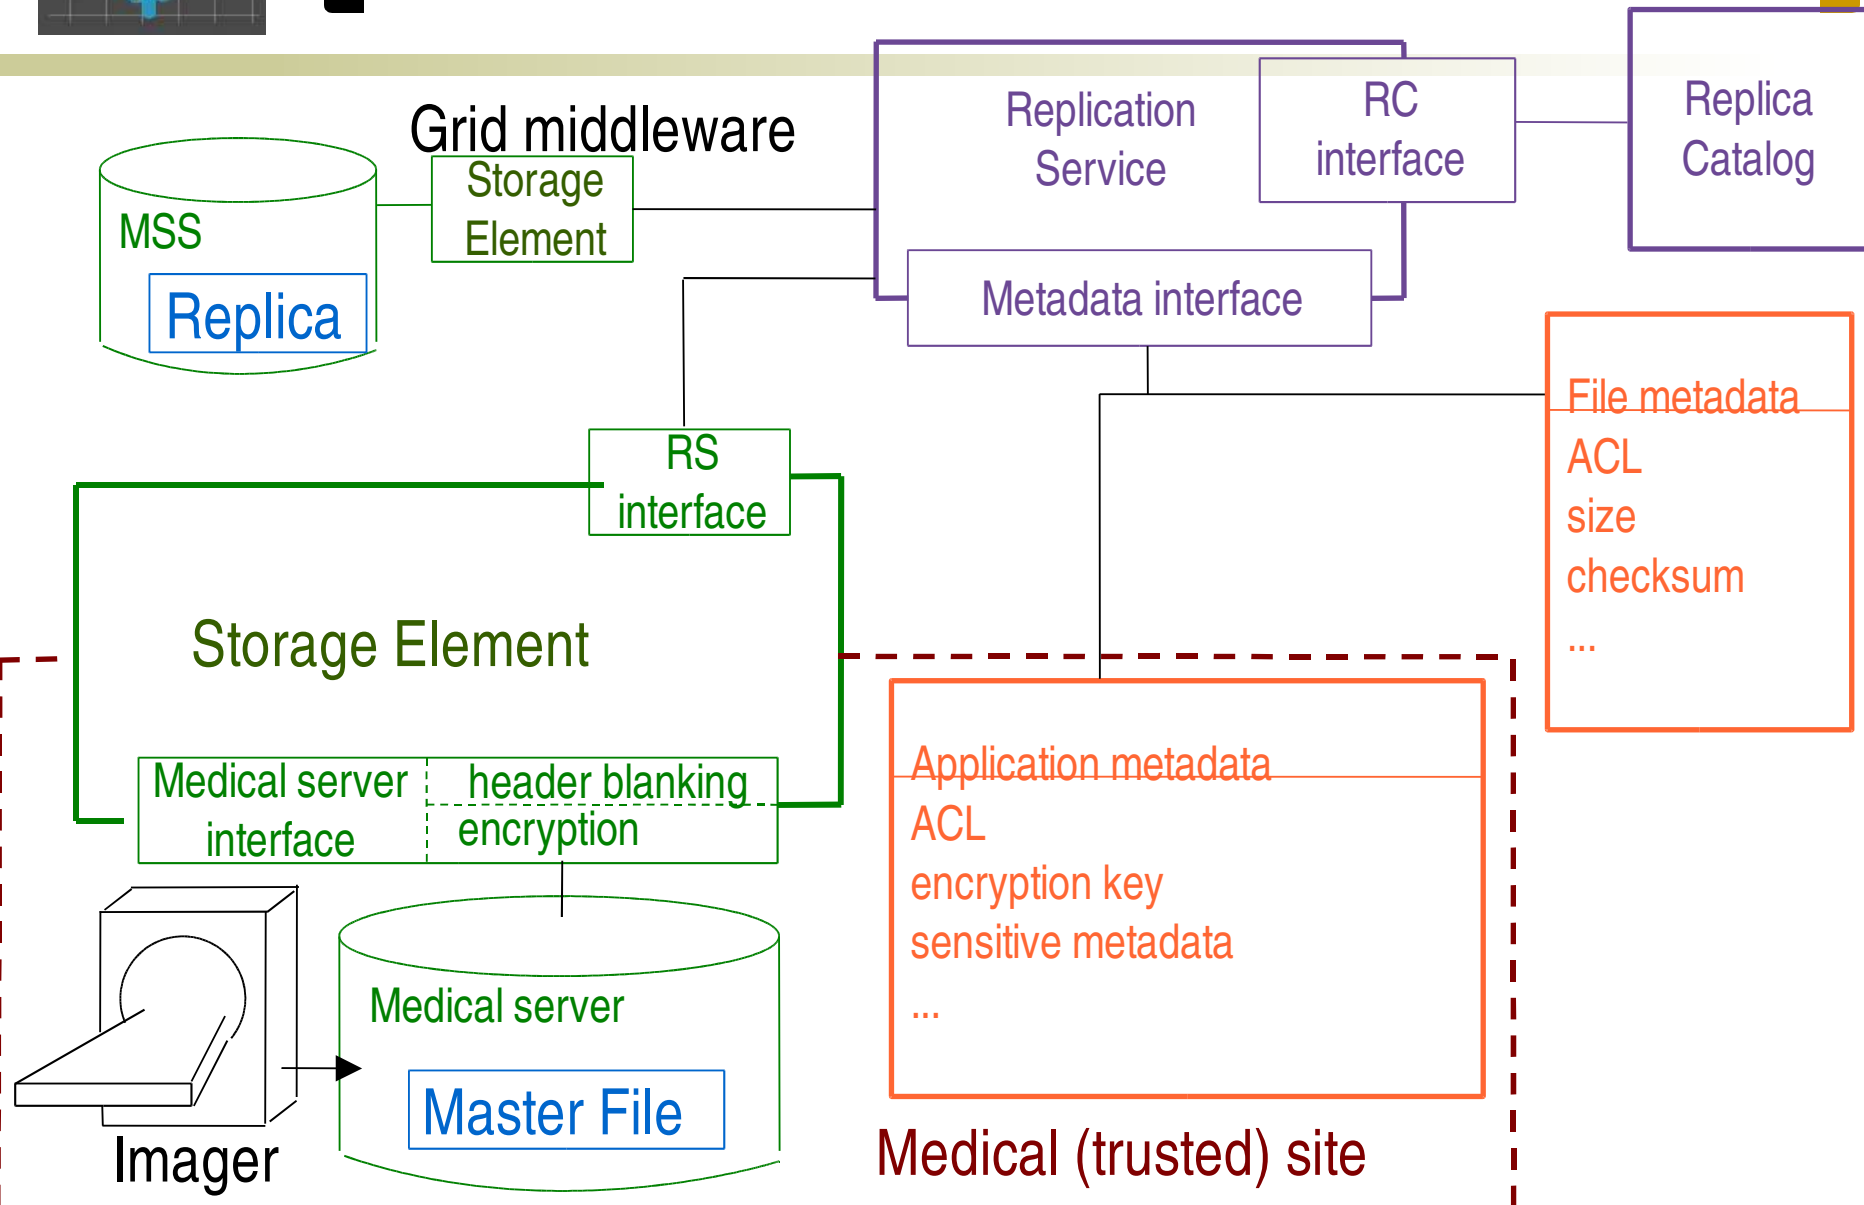 Grid middleware
Replication
Service
RC
interface
Replica
Catalog
Storage
Element
MSS
Replica
Metadata interface
File metadata
ACL
size
checksum
...
RS
interface
Storage Element
Medical server
interface
header blanking
encryption
Application metadata
ACL
encryption key
sensitive metadata
...
Medical server
Master File
Imager
Medical (trusted) site